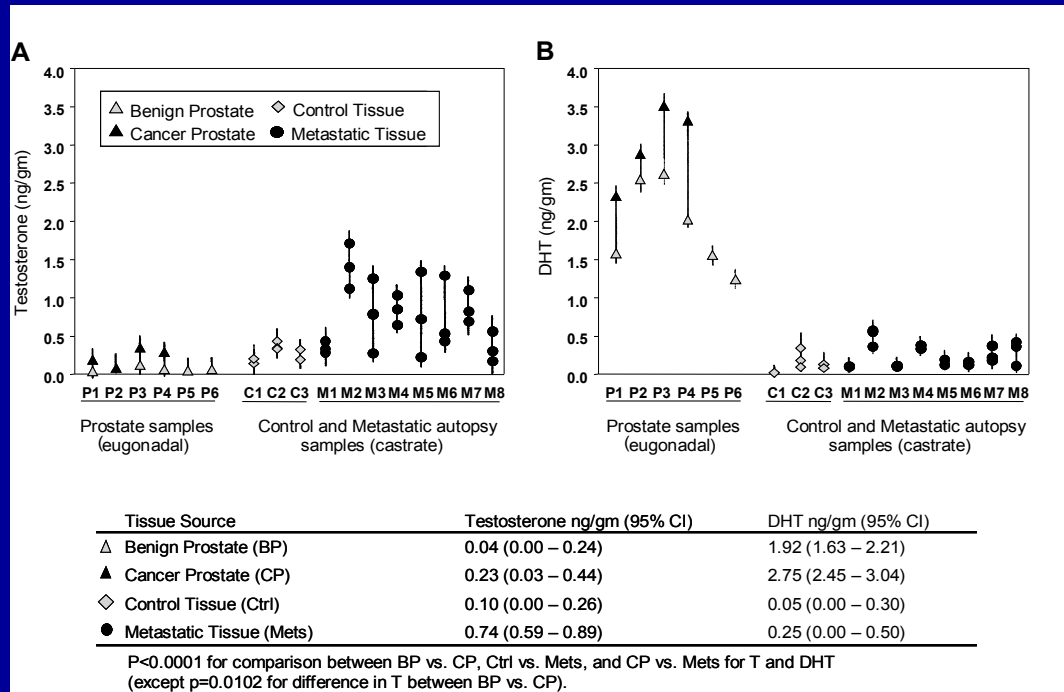 A
Testosterone (ng/gm)
4.0
3.5
3.0
2.5
2.0
1.5
1.0
0.5
0.0
Benign Prostate
Control Tissue
Cancer Prostate
Metastatic Tissue
P1 P2 P3 P4 P5 P6 C1 C2 C3 M1 M2 M3 M4 M5 M6 M7 M8
Prostate samples
(eugonadal)
Control and Metastatic autopsy
samples (castrate)
B
DHT (ng/gm)
4.0
3.5
3.0
2.5
2.0
1.5
1.0
0.5
0.0
P1 P2 P3 P4 P5 P6 C1 C2 C3 M1 M2 M3 M4 M5 M6 M7 M8
Prostate samples
(eugonadal)
Control and Metastatic autopsy
samples (castrate)
Tissue Source Testosterone ng/gm (95% CI) DHT ng/gm (95% CI)
Benign Prostate (BP) 0.04 (0.00 – 0.24) 1.92 (1.63 – 2.21)
Cancer Prostate (CP) 0.23 (0.03 – 0.44) 2.75 (2.45 – 3.04)
Control Tissue (Ctrl) 0.10 (0.00 – 0.26) 0.05 (0.00 – 0.30)
Metastatic Tissue (Mets) 0.74 (0.59 – 0.89) 0.25 (0.00 – 0.50)
P<0.0001 for comparison between BP vs. CP, Ctrl vs. Mets, and CP vs. Mets for T and DHT
(except p=0.0102 for difference in T between BP vs. CP).